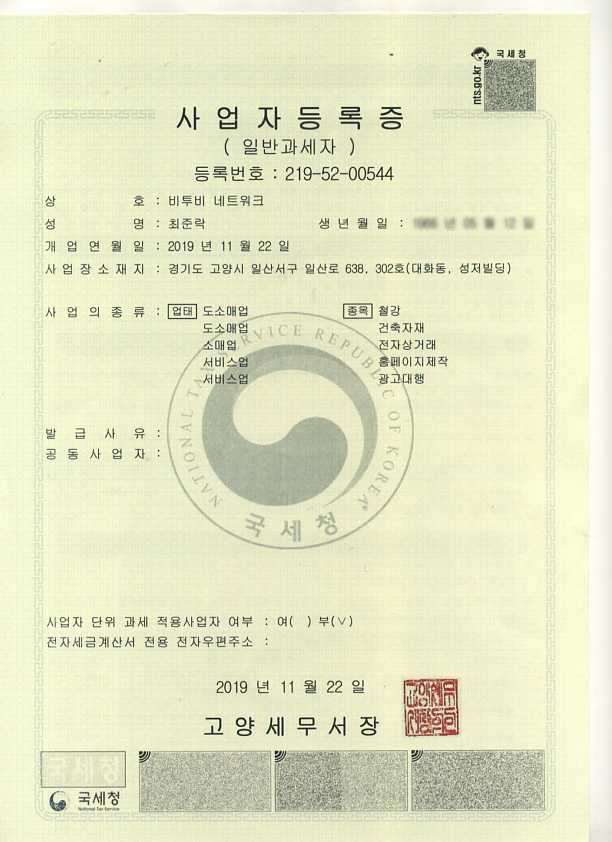 국세청
nts.go.kr
사업자등록증
( 일반과세자 )
등록번호 : 219-52-00544
상 호 : 비투비 네트워크
성 명 : 최준락 생 년 월 일 :
개 업 연 월 일 : 2019 년 11 월 22 일
사 업 장 소 재 지 : 경기도 고양시 일산서구 일산로 638, 302호(대화동, 성저빌딩)
사 업 의 종 류 : 업태 도소매업 종목 철강
도소매업 건축자재
소매업 전자상거래
서비스업 홈페이지제작
서비스업 광고대행
NATIONAL TAX SERVICE REPUBLIC OF KOREA
국세청
발 급 사 유 :
공 동 사 업 자 :
사업자 단위 과세 적용사업자 여부 : 여( ) 부(∨)
전자세금계산서 전용 전자우편주소 :
2019 년 11 월 22 일
고양세무서장
국세청
국세청
National Tax Service